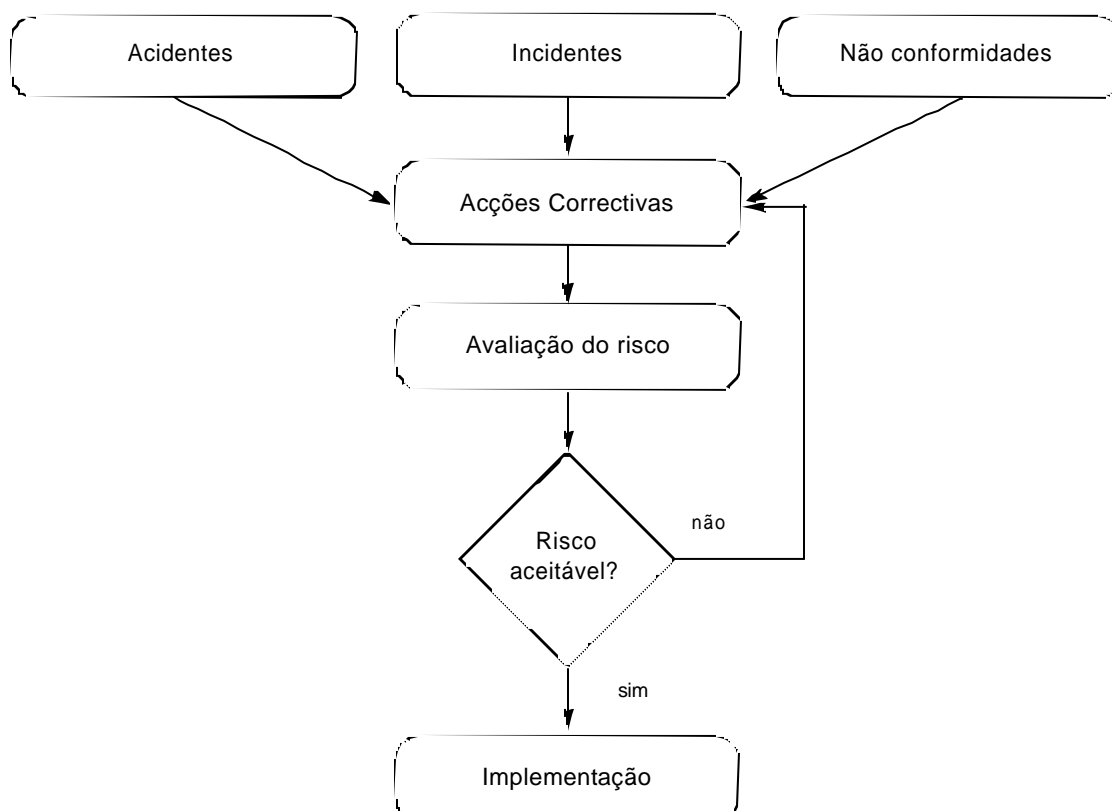 Acidentes
Incidentes
Não conformidades
Acções Correctivas
Avaliação do risco
não
Risco
aceitável?
sim
Implementação